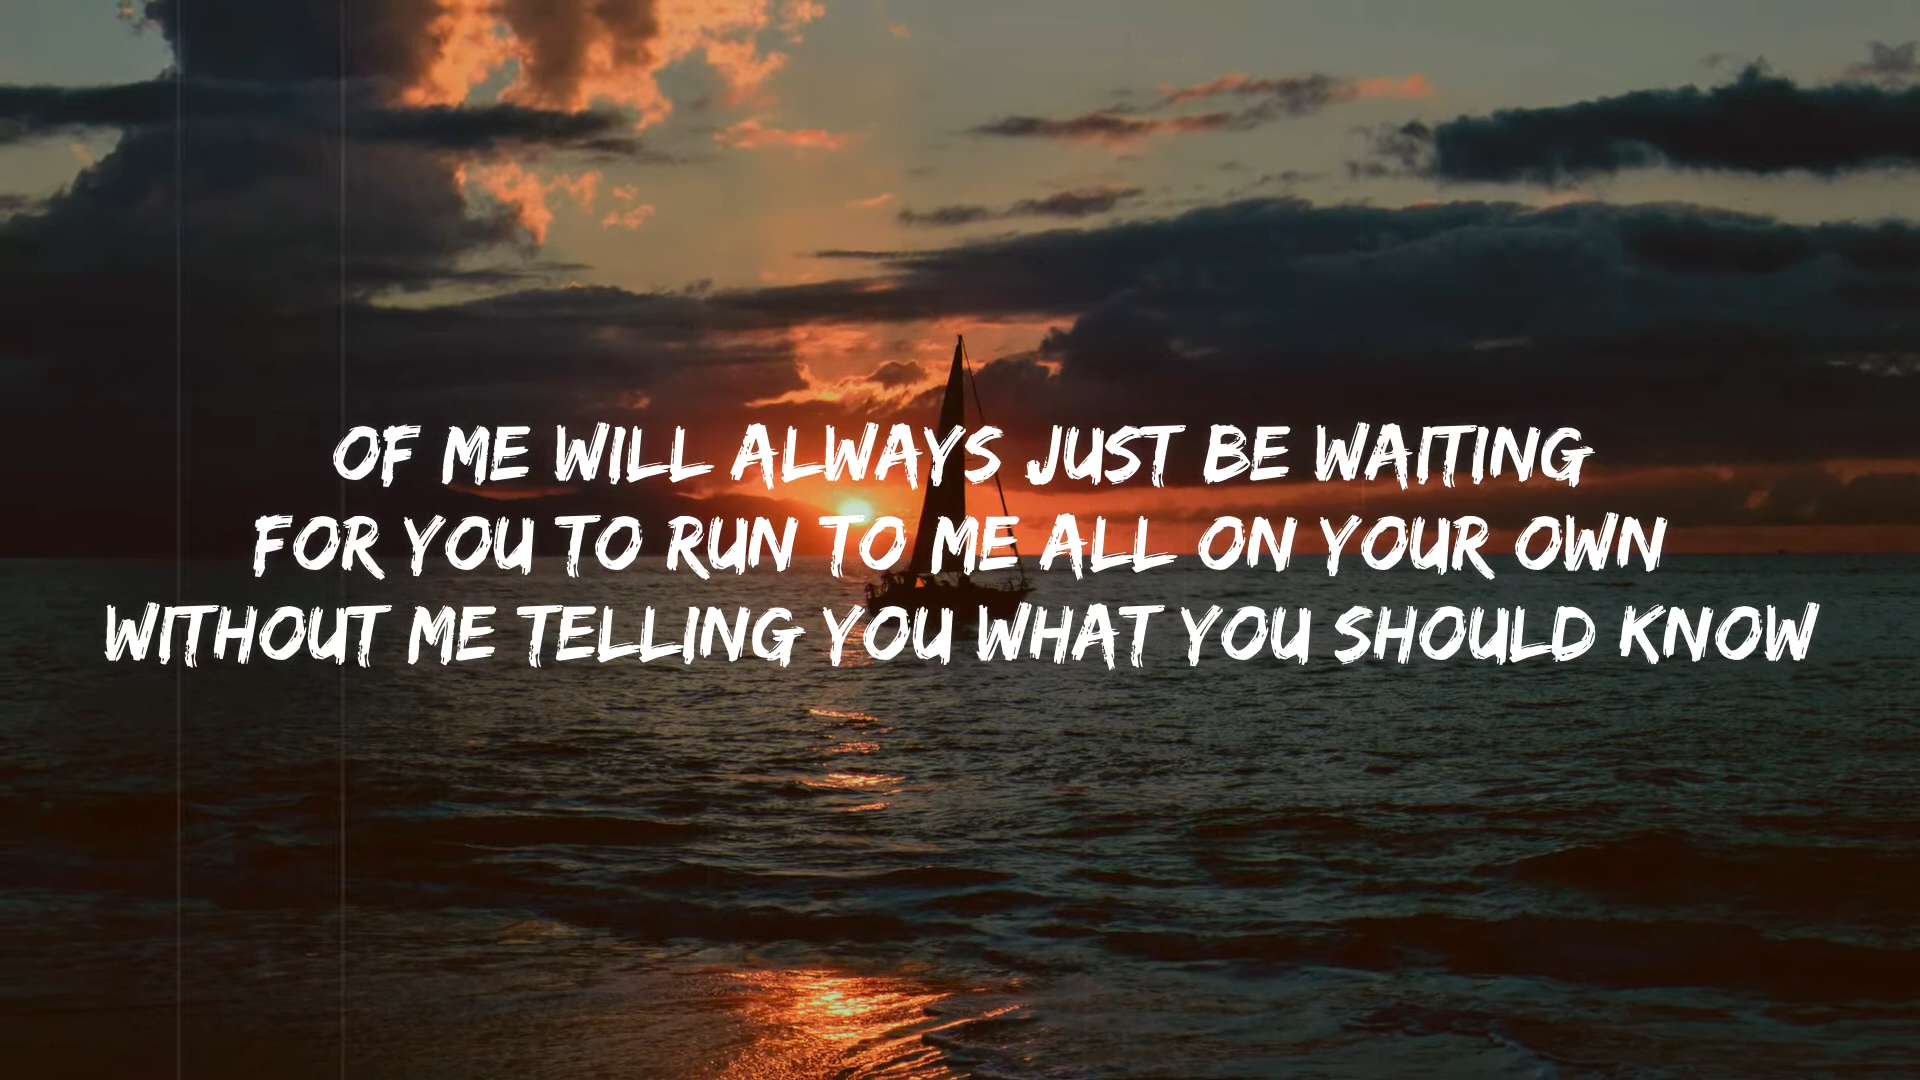 OF ME WILL ALWAYS JUST BE WAITING
FOR YOU TO RUN TO ME ALL ON YOUR OWN
WITHOUT ME TELLING YOU WHAT YOU SHOULD KNOW